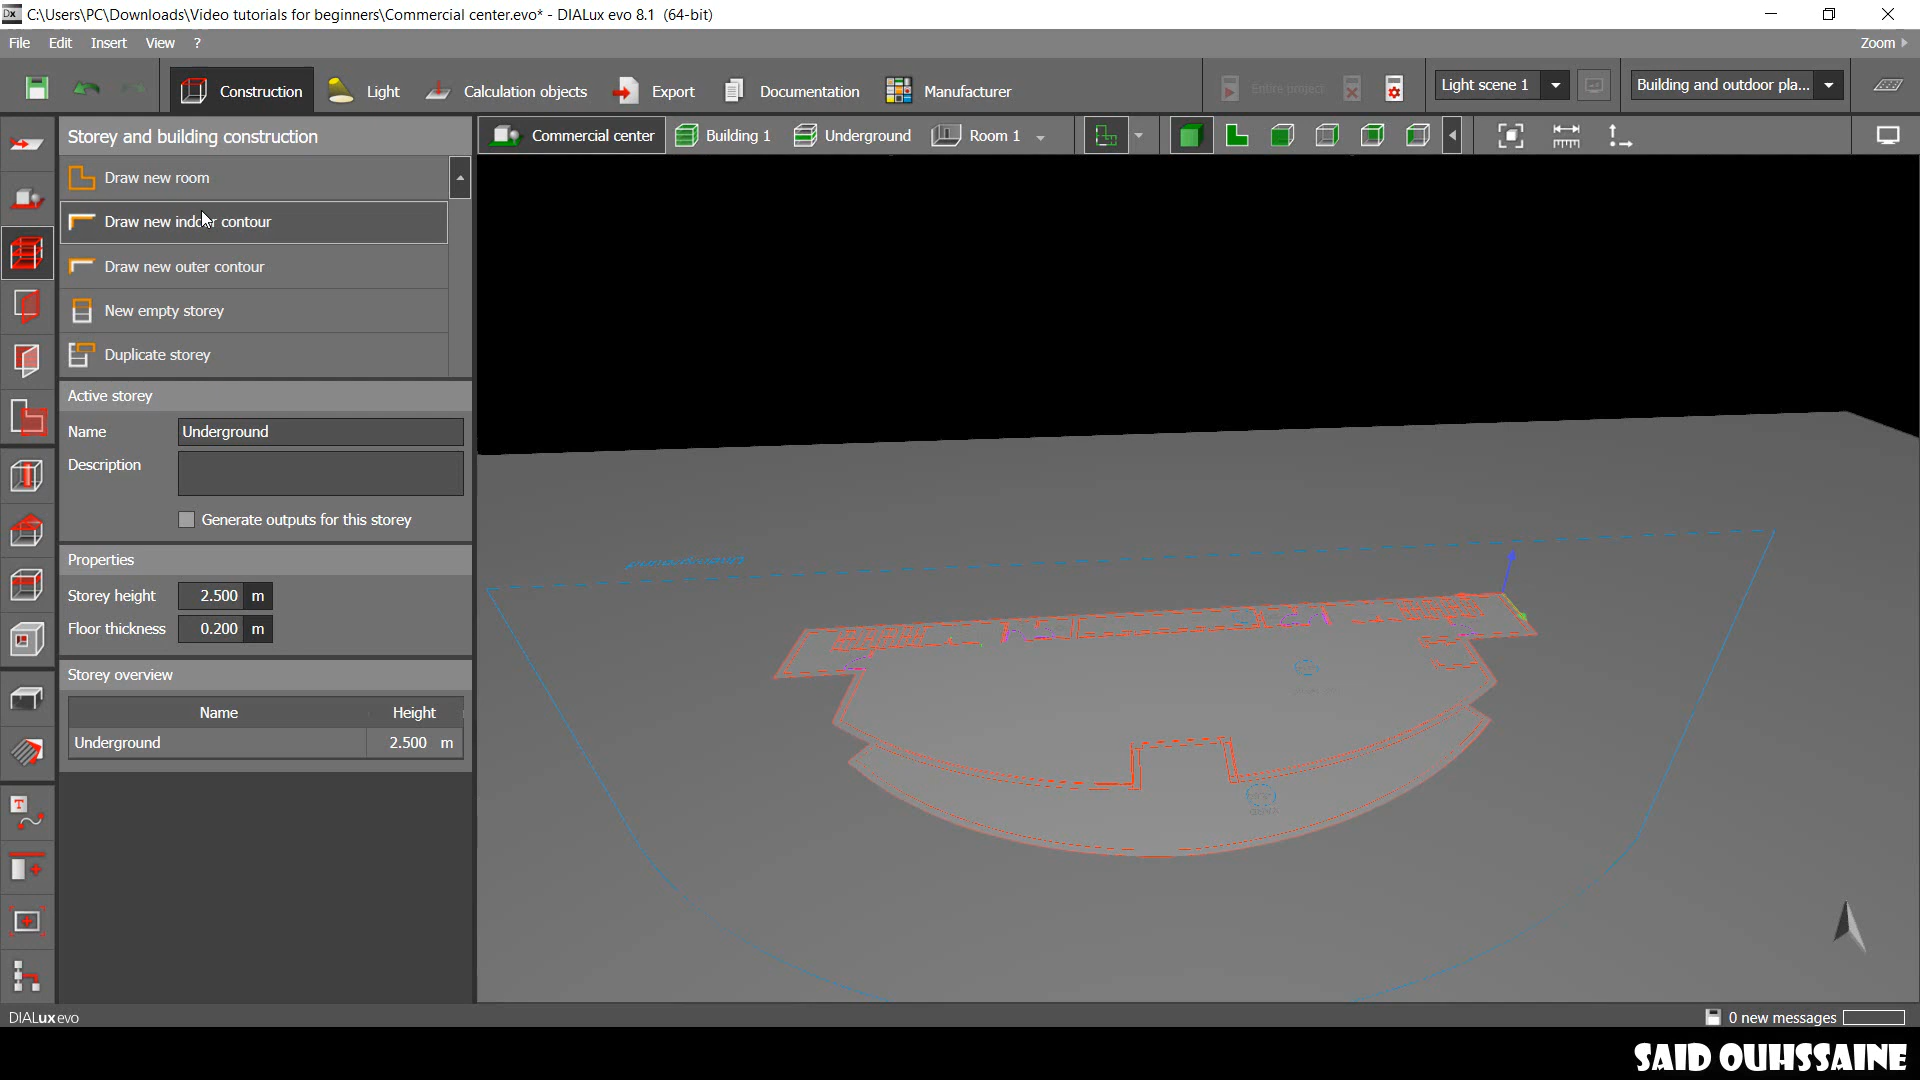 C:\Users\PC\Downloads\Video tutorials for beginners\Commercial center.evo* - DIALux evo 8.1 (64-bit)
File Edit Insert View ? Zoom
Construction Light Calculation objects Export Documentation Manufacturer Entire project Light scene 1 Building and outdoor pla...
Storey and building construction
Commercial center Building 1 Underground Room 1
Draw new room
Draw new indoor contour
Draw new outer contour
New empty storey
Duplicate storey
Active storey
Name Underground
Description
Generate outputs for this storey
Properties
Storey height 2.500 m
Floor thickness 0.200 m
Storey overview
Name Height
Underground 2.500 m
DIALux evo
0 new messages
SAID OUHSSAINE